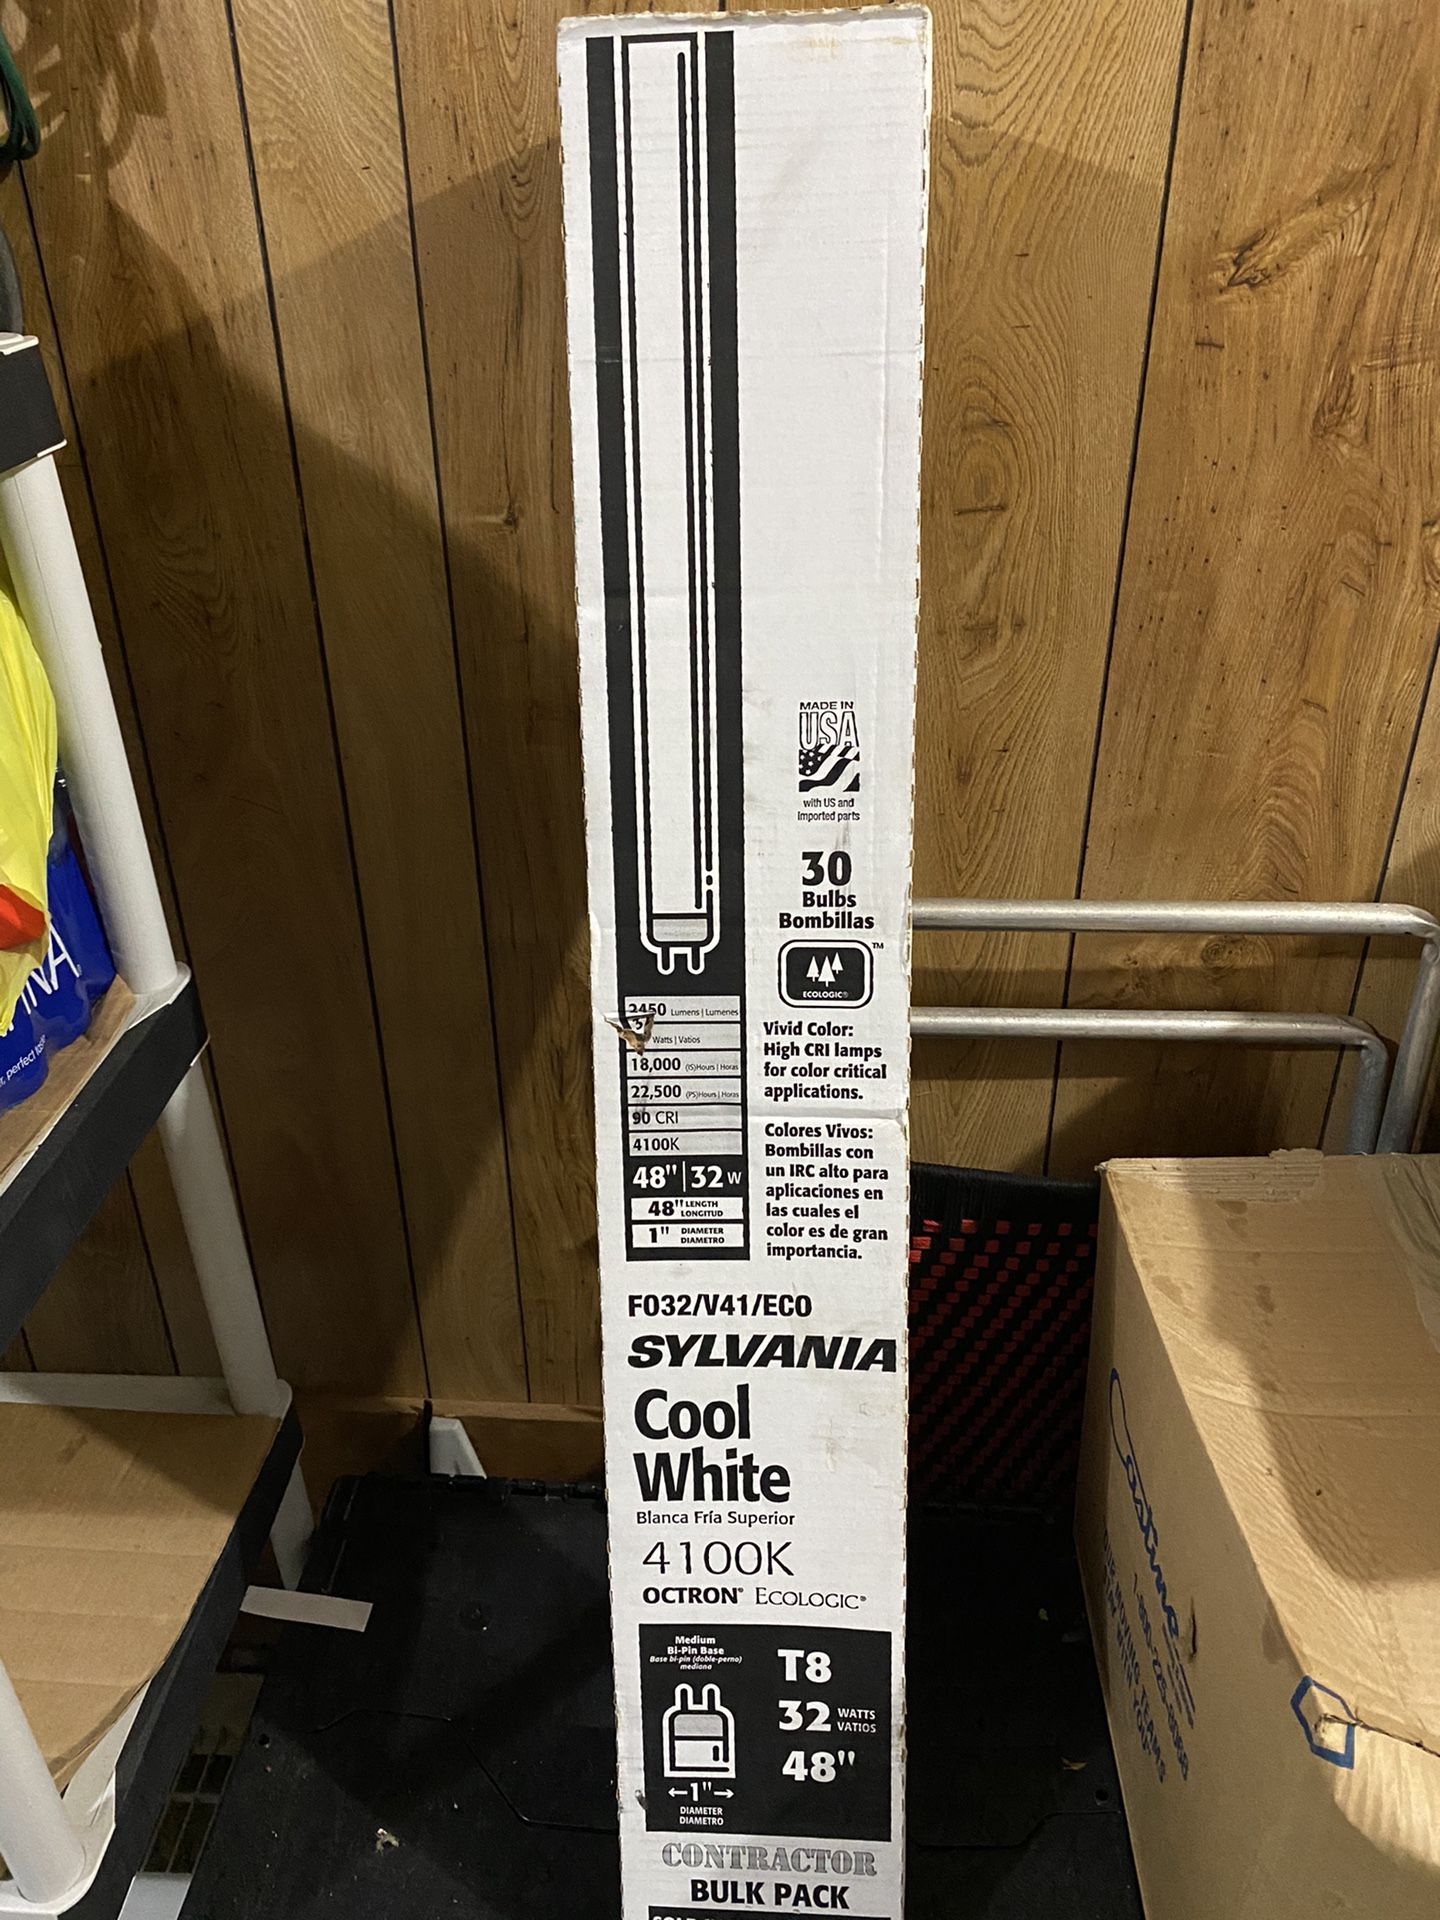 MADE IN
USA
with US and
Imported parts
30
Bulbs
Bombillas
TM
ECOLOGIC®
2450 Lumens | Lumenes
Watts | Vatios
18,000 (IS)Hours | Horas
22,500 (PS)Hours | Horas
90 CRI
4100K
48" | 32 W
48" LENGTH
LONGITUD
1" DIAMETER
DIAMETRO
Vivid Color:
High CRI lamps
for color critical
applications.
Colores Vivos:
Bombillas con
un IRC alto para
aplicaciones en
las cuales el
color es de gran
importancia.
FO32/V41/ECO
SYLVANIA
Cool
White
Blanca Fría Superior
4100K
OCTRON® ECOLOGIC®
Medium
Bi-Pin Base
Base bi-pin (doble-perno)
mediana
T8
32 WATTS
VATIOS
48"
←1"→
DIAMETER
DIAMETRO
CONTRACTOR
BULK PACK